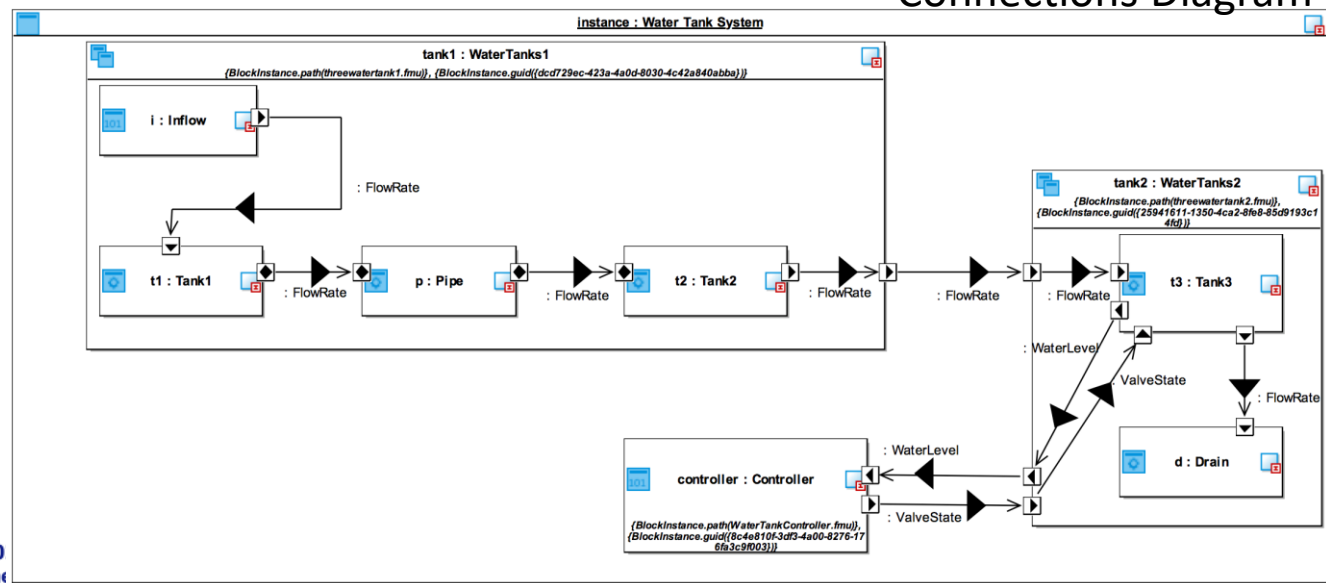 Connections Diagram
instance : Water Tank System
tank1 : WaterTanks1
{BlockInstance.path(threewatertank1.fmu)}, {BlockInstance.guid({dcd729ec-423a-4a0d-8030-4c42a840abba})}
101
i : Inflow
: FlowRate
t1 : Tank1
: FlowRate
p : Pipe
: FlowRate
t2 : Tank2
: FlowRate
: FlowRate
tank2 : WaterTanks2
{BlockInstance.path(threewatertank2.fmu)},
{BlockInstance.guid({25941611-1350-4ca2-8fe8-85d9193c1
4fd})}
: FlowRate
t3 : Tank3
: WaterLevel
: ValveState
: FlowRate
d : Drain
: WaterLevel
101
controller : Controller
: ValveState
{BlockInstance.path(WaterTankController.fmu)},
{BlockInstance.guid({8c4e810f-3df3-4a00-8276-17
6fa3c9f003})}